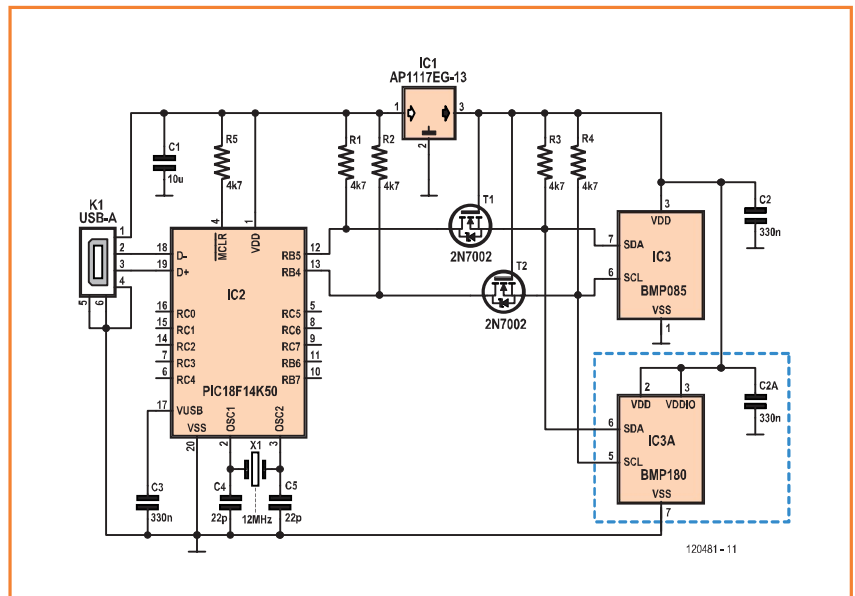 IC1
AP1117EG-13
1
3
2
C1
10u
R5
4k7
R1
4k7
R2
4k7
R3
4k7
R4
4k7
K1
USB-A
1
2
3
4
5
6
T1
2N7002
T2
2N7002
C2
330n
4
1
MCLR
VDD
18
D-
19
D+
RB5
12
RB4
13
IC2
16
RC0
15
RC1
14
RC2
7
RC3
6
RC4
RC5
5
RC6
8
RC7
9
RB6
11
RB7
10
PIC18F14K50
17
VUSB
VSS
OSC1
OSC2
20
2
3
X1
12MHz
C3
330n
C4
22p
C5
22p
3
VDD
7
SDA
IC3
6
SCL
BMP085
VSS
1
2
3
VDD
VDDIO
C2A
330n
6
SDA
IC3A
5
SCL
BMP180
VSS
7
120481 - 11